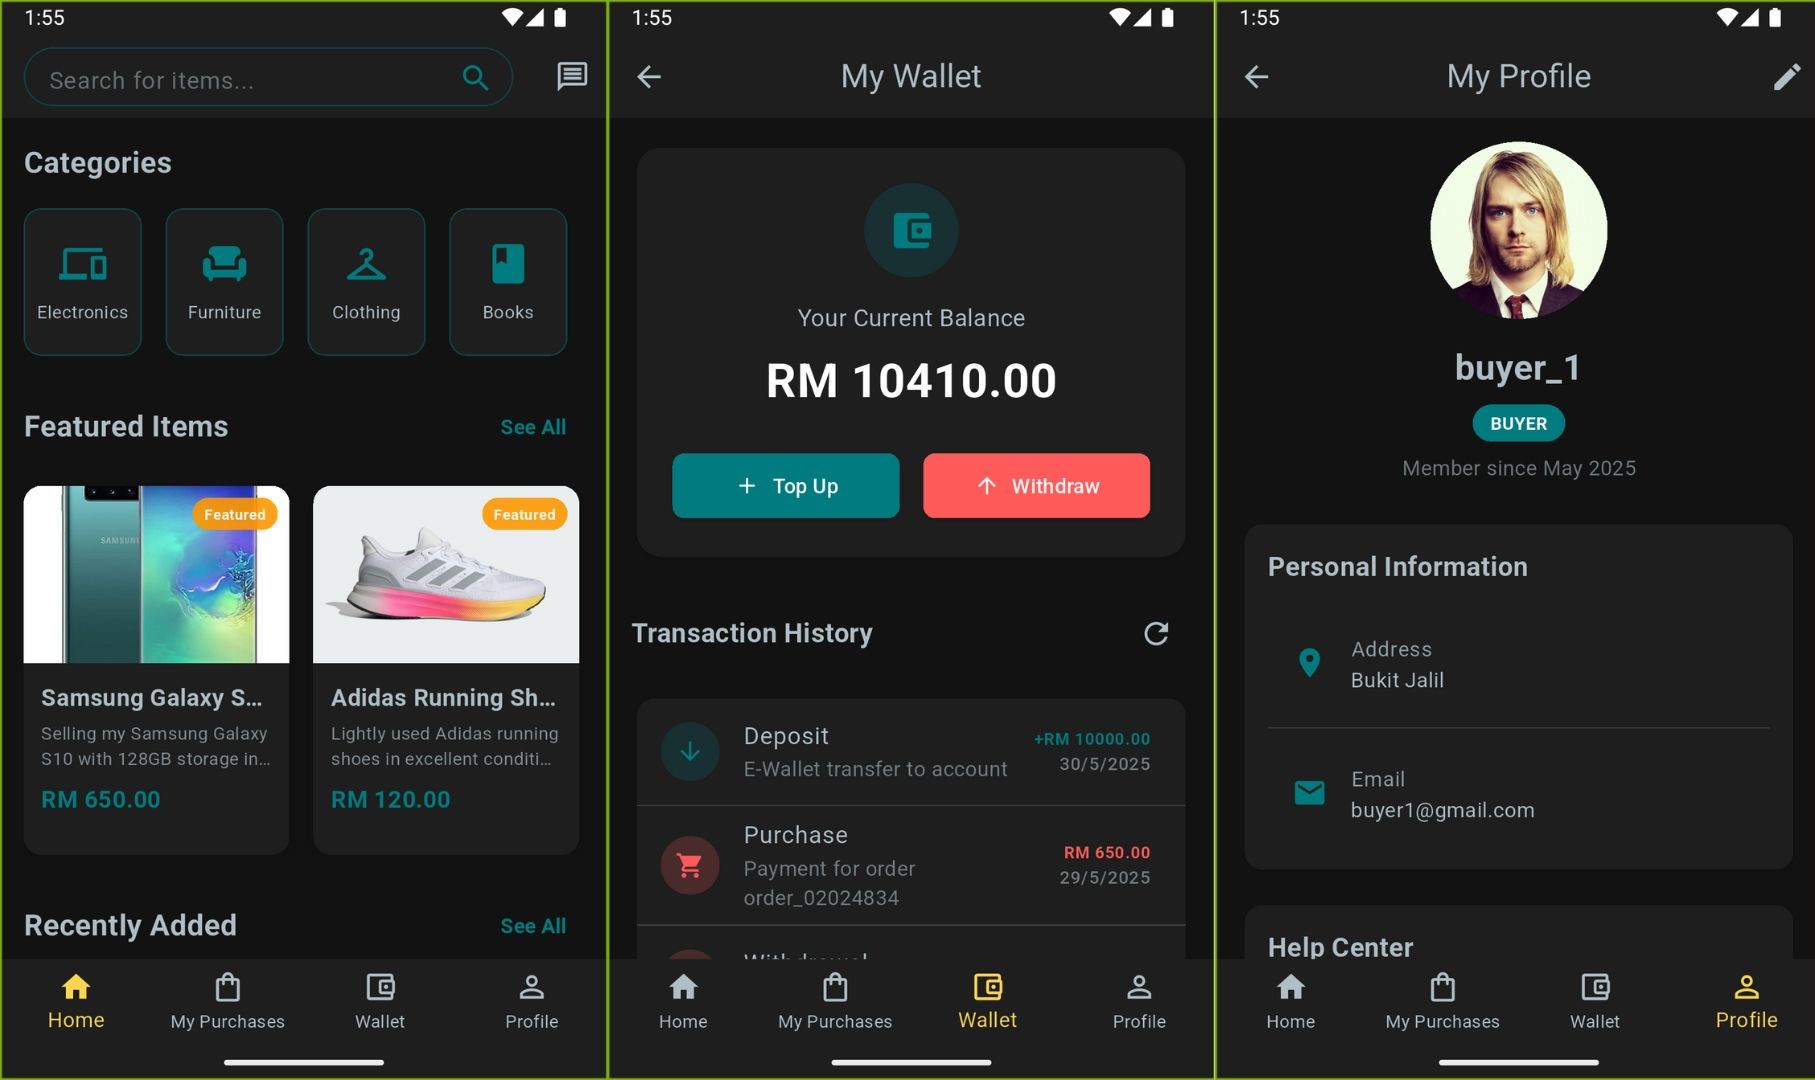 1:55
Search for items...
Categories
Electronics
Furniture
Clothing
Books
Featured Items
See All
SAMSUNG
Featured
Samsung Galaxy S...
Selling my Samsung Galaxy
S10 with 128GB storage in...
RM 650.00
Featured
Adidas Running Sh...
Lightly used Adidas running
shoes in excellent conditi...
RM 120.00
Recently Added
See All
Home
My Purchases
Wallet
Profile
1:55
My Wallet
Your Current Balance
RM 10410.00
Top Up
Withdraw
Transaction History
Deposit
E-Wallet transfer to account
+RM 10000.00
30/5/2025
Purchase
Payment for order
order_02024834
RM 650.00
29/5/2025
Withdrawal
Home
My Purchases
Wallet
Profile
1:55
My Profile
buyer_1
BUYER
Member since May 2025
Personal Information
Address
Bukit Jalil
Email
buyer1@gmail.com
Help Center
Home
My Purchases
Wallet
Profile